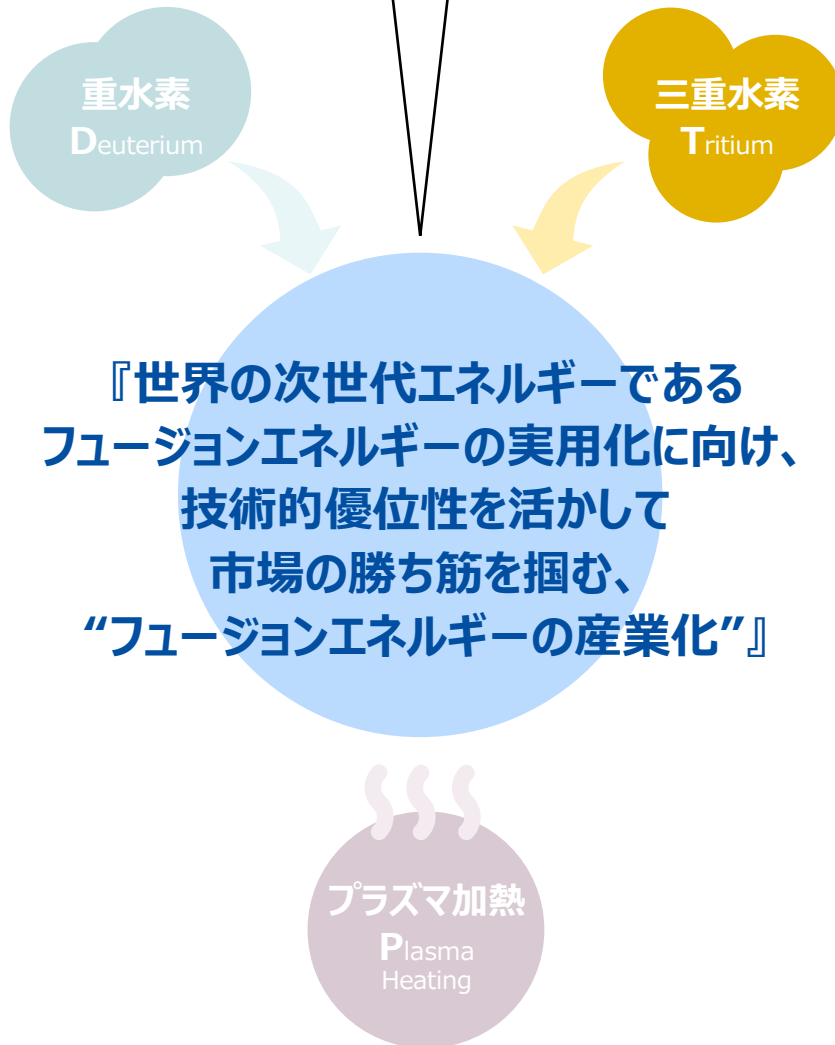 重水素
Deuterium
三重水素
Tritium
『世界の次世代エネルギーである
フュージョンエネルギーの実用化に向け、
技術的優位性を活かして
市場の勝ち筋を掴む、
“フュージョンエネルギーの産業化”』
プラズマ加熱
Plasma
Heating